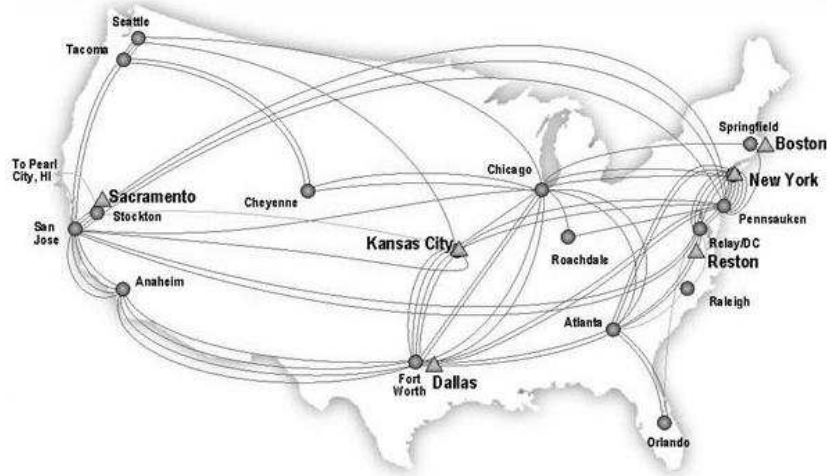 Seattle
Tacoma
Springfield
Boston
To Pearl
City, HI
Sacramento
Stockton
Cheyenne
Chicago
New York
Pennsauken
San
Jose
Kansas City
Roachdale
Relay/DC
Reston
Anaheim
Raleigh
Atlanta
Fort
Worth
Dallas
Orlando